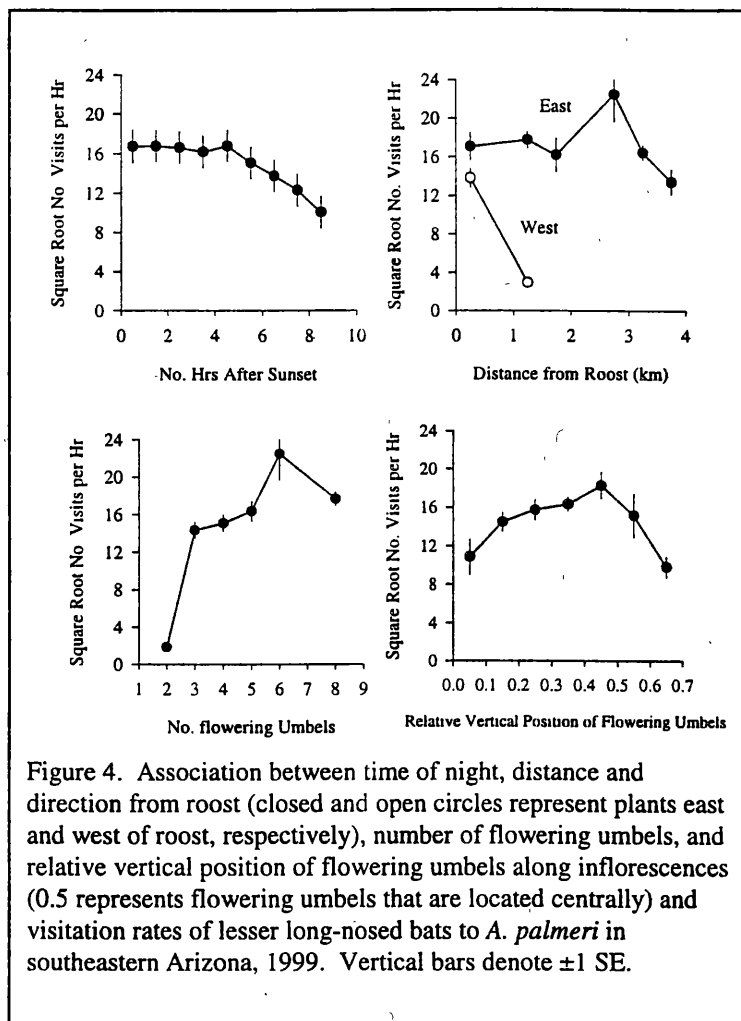 Square Root No Visits per Hr
24
20
16
12
8
4
0
0 2 4 6 8 10
No. Hrs After Sunset
Square Root No. Visits per Hr
24
20
16
12
8
4
0
East
West
0 1 2 3 4
Distance from Roost (km)
Square Root No Visits per Hr
24
20
16
12
8
4
0
1 2 3 4 5 6 7 8 9
No. flowering Umbels
Square Root No. Visits per Hr
24
20
16
12
8
4
0
0.0 0.1 0.2 0.3 0.4 0.5 0.6 0.7
Relative Vertical Position of Flowering Umbels
Figure 4. Association between time of night, distance and
direction from roost (closed and open circles represent plants east
and west of roost, respectively), number of flowering umbels, and
relative vertical position of flowering umbels along inflorescences
(0.5 represents flowering umbels that are located centrally) and
visitation rates of lesser long-nosed bats to A. palmeri in
southeastern Arizona, 1999. Vertical bars denote ±1 SE.